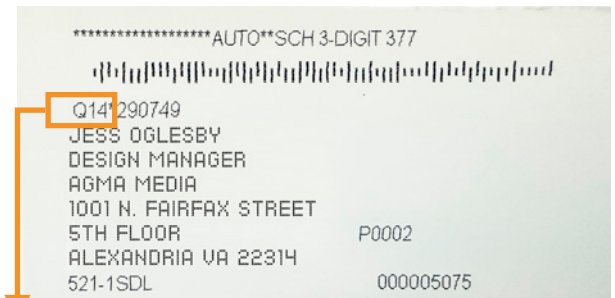 *******************AUTO**SCH 3-DIGIT 377
Q14*290749
JESS OGLESBY
DESIGN MANAGER
AGMA MEDIA
1001 N. FAIRFAX STREET
5TH FLOOR P0002
ALEXANDRIA VA 22314
521-1SDL 000005075